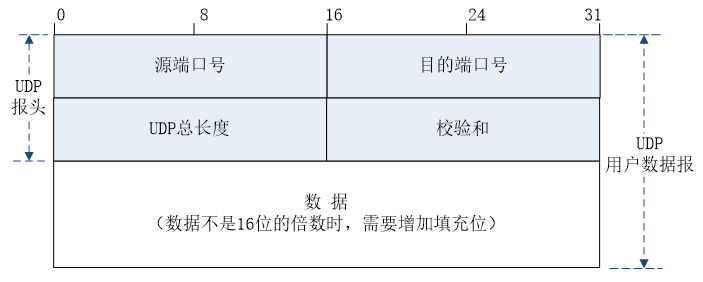 0 8 16 24 31
源端口号 目的端口号
UDP
报头
UDP总长度 校验和
UDP
用户数据报
数 据
（数据不是16位的倍数时，需要增加填充位）